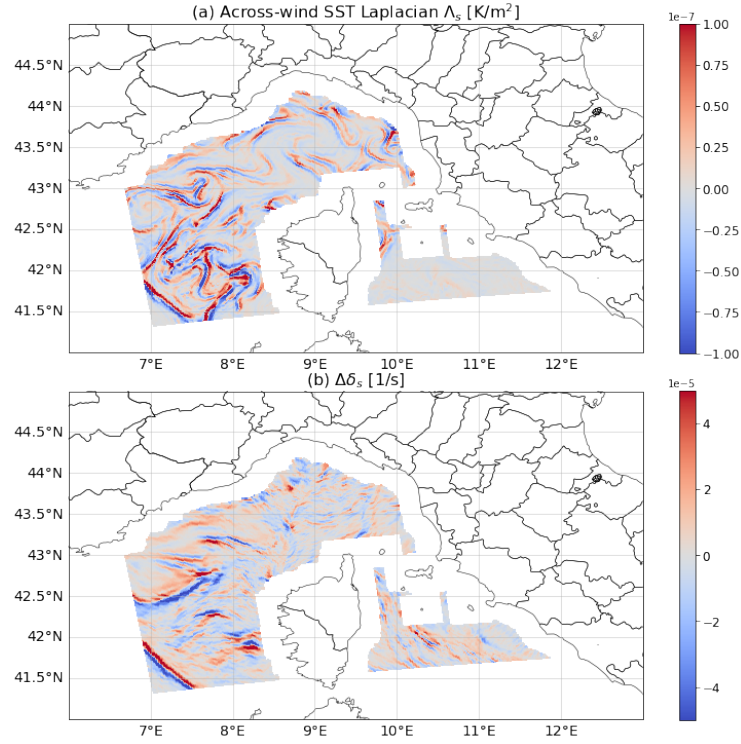 (a) Across-wind SST Laplacian Λₛ [K/m²]
1e−7
44.5°N
44°N
43.5°N
43°N
42.5°N
42°N
41.5°N
7°E 8°E 9°E 10°E 11°E 12°E
1.00
0.75
0.50
0.25
0.00
−0.25
−0.50
−0.75
−1.00
(b) Δδₛ [1/s]
1e−5
44.5°N
44°N
43.5°N
43°N
42.5°N
42°N
41.5°N
7°E 8°E 9°E 10°E 11°E 12°E
4
2
0
−2
−4